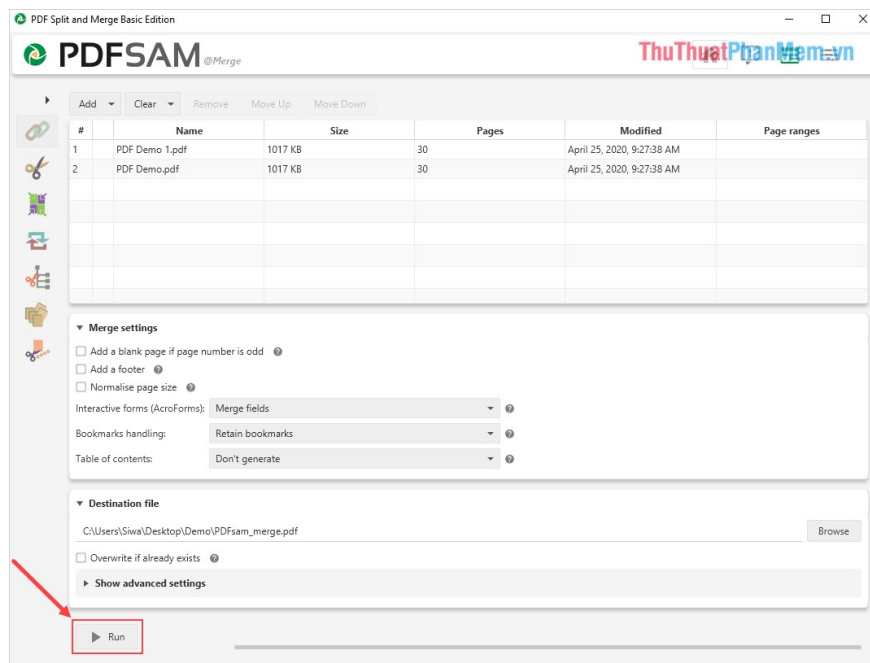 PDF Split and Merge Basic Edition
PDFSAM @Merge
ThuThuatPhanMem.vn
Add Clear Remove Move Up Move Down
# Name Size Pages Modified Page ranges
1 PDF Demo 1.pdf 1017 KB 30 April 25, 2020, 9:27:38 AM
2 PDF Demo.pdf 1017 KB 30 April 25, 2020, 9:27:38 AM
Merge settings
Add a blank page if page number is odd
Add a footer
Normalise page size
Interactive forms (AcroForms): Merge fields
Bookmarks handling: Retain bookmarks
Table of contents: Don't generate
Destination file
C:\Users\Siwa\Desktop\Demo\PDFsam_merge.pdf Browse
Overwrite if already exists
Show advanced settings
Run